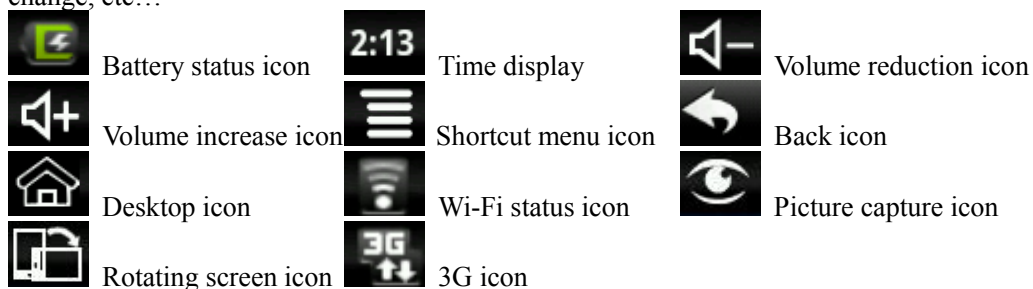 change, etc…
Battery status icon 2:13 Time display Volume reduction icon
Volume increase icon Shortcut menu icon Back icon
Desktop icon Wi-Fi status icon Picture capture icon
Rotating screen icon 3G 3G icon